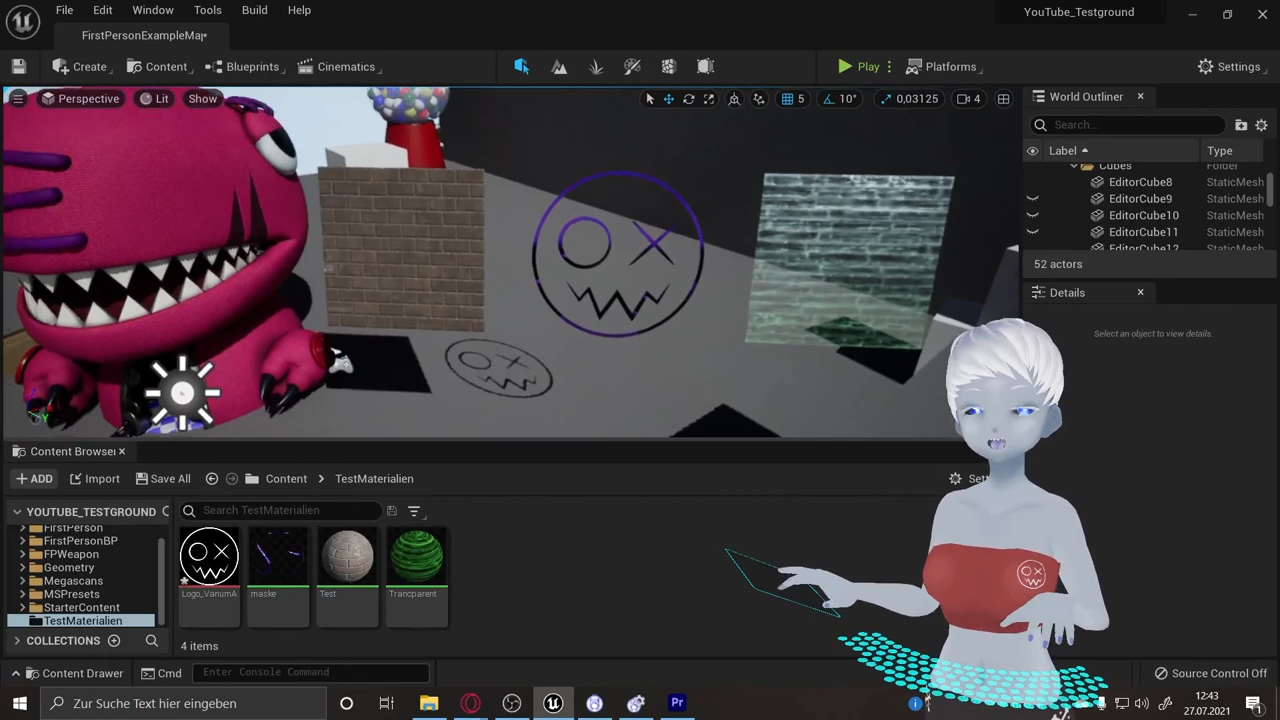 File Edit Window Tools Build Help
YouTube_Testground
FirstPersonExampleMap*
Create Content Blueprints Cinematics Play Platforms Settings
Perspective Lit Show 5 10° 0,03125 4
World Outliner
Search...
Label Type
Cubes Folder
EditorCube8 StaticMesh
EditorCube9 StaticMesh
EditorCube10 StaticMesh
EditorCube11 StaticMesh
EditorCube12 StaticMesh
52 actors
Details
Select an object to view details.
Content Browser
ADD Import Save All Content TestMaterialien
YOUTUBE_TESTGROUND
Search TestMaterialien
FirstPerson
FirstPersonBP
FPWeapon
Geometry
Megascans
MSPresets
StarterContent
TestMaterialien
Logo_VanumA maske Test Trancparent
COLLECTIONS
4 items
Content Drawer Cmd Enter Console Command Source Control Off
Zur Suche Text hier eingeben
12:43
27.07.2021